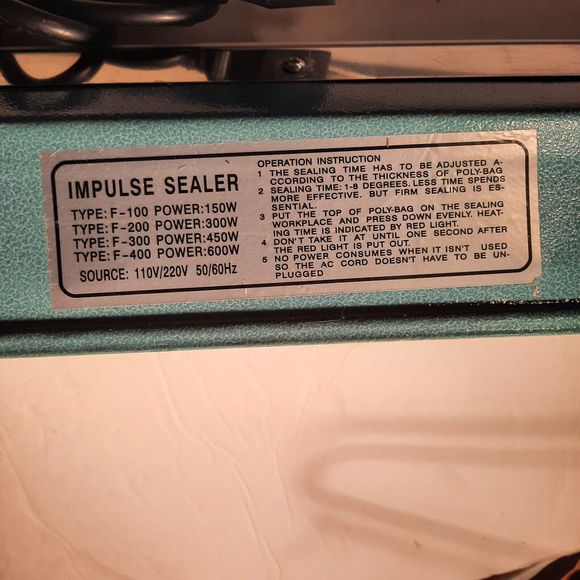 IMPULSE SEALER
TYPE: F-100 POWER:150W
TYPE: F-200 POWER:300W
TYPE: F-300 POWER:450W
TYPE: F-400 POWER:600W
SOURCE: 110V/220V 50/60Hz
OPERATION INSTRUCTION
1 THE SEALING TIME HAS TO BE ADJUSTED A-
CCORDING TO THE THICKNESS OF POLY-BAG
2 SEALING TIME: 1-8 DEGREES. LESS TIME SPENDS
MORE EFFECTIVE. BUT FIRM SEALING IS ES-
SENTIAL.
3 PUT THE TOP OF POLY-BAG ON THE SEALING
WORKPLACE AND PRESS DOWN EVENLY. HEAT-
ING TIME IS INDICATED BY RED LIGHT.
4 DON'T TAKE IT AT UNTIL ONE SECOND AFTER
THE RED LIGHT IS PUT OUT.
5 NO POWER CONSUMES WHEN IT ISN'T USED
SO THE AC CORD DOESN'T HAVE TO BE UN-
PLUGGED